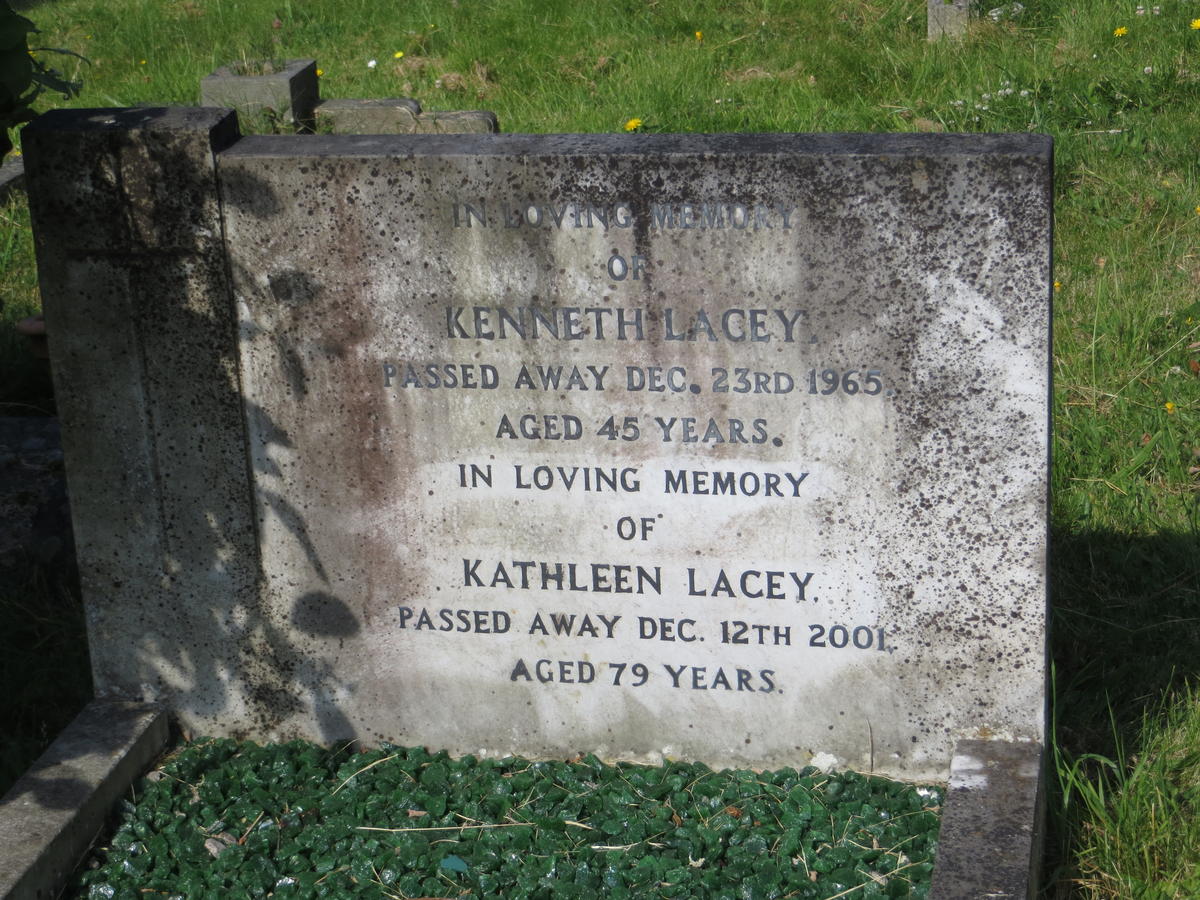 IN LOVING MEMORY
OF
KENNETH LACEY.
PASSED AWAY DEC. 23RD 1965.
AGED 45 YEARS.
IN LOVING MEMORY
OF
KATHLEEN LACEY.
PASSED AWAY DEC. 12TH 2001.
AGED 79 YEARS.